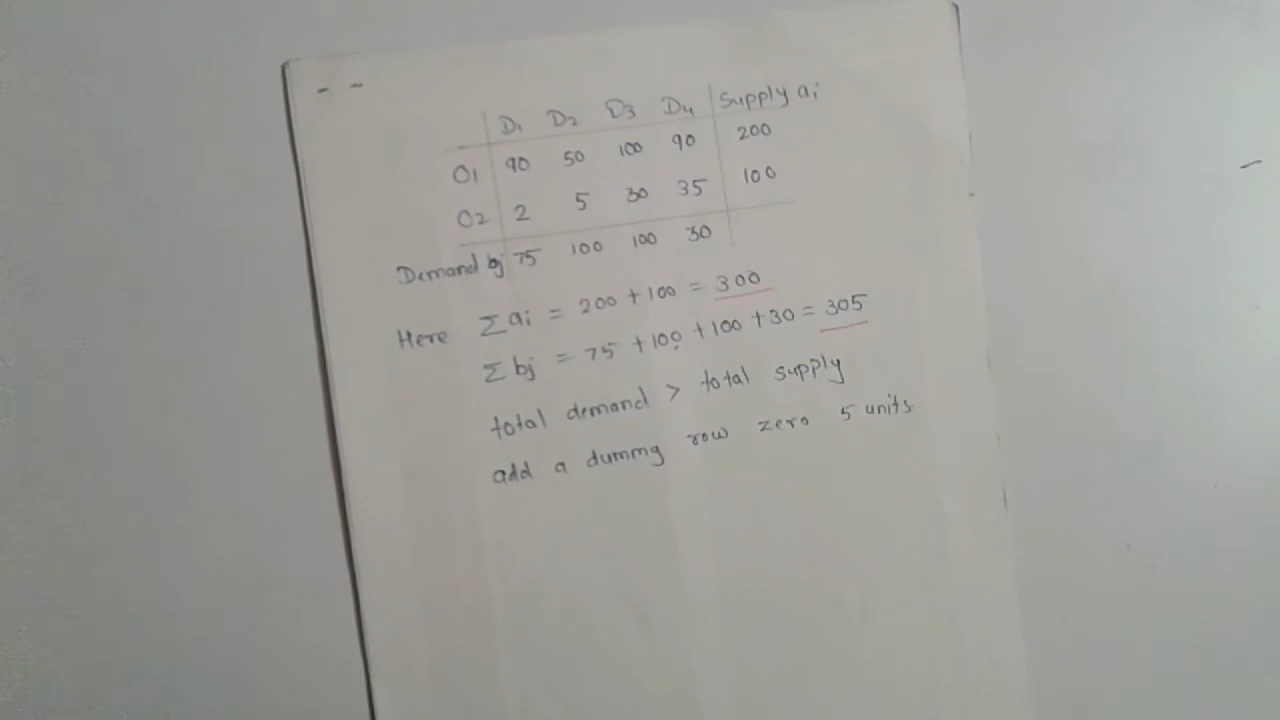 D1 D2 D3 D4 Supply ai
O1 90 50 100 90 200
O2 2 5 30 35 100
Demand bj 75 100 100 30
Here Σai = 200 + 100 = 300
Σbj = 75 + 100 + 100 + 30 = 305
total demand > total supply
add a dummy row zero 5 units